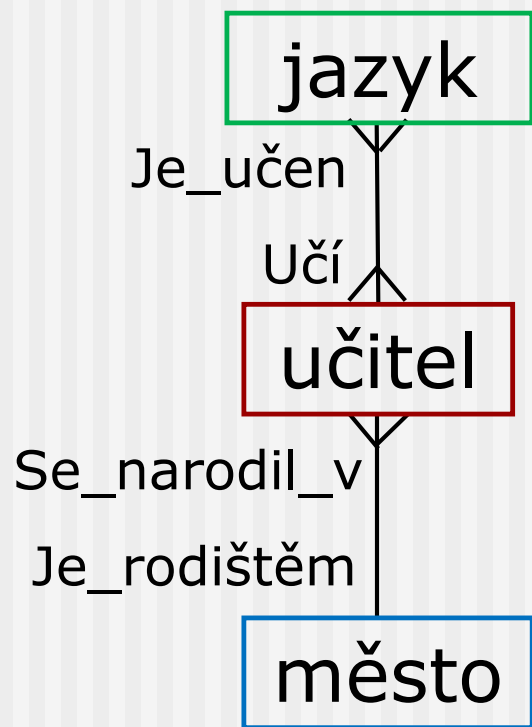 jazyk
Je_učen
Učí
učitel
Se_narodil_v
Je_rodištěm
město